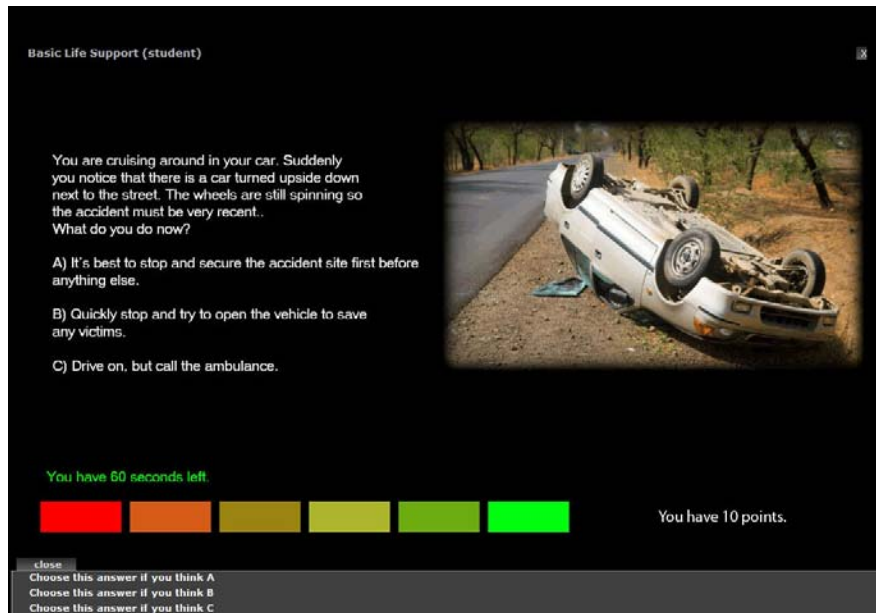 Basic Life Support (student)
X
You are cruising around in your car. Suddenly
you notice that there is a car turned upside down
next to the street. The wheels are still spinning so
the accident must be very recent..
What do you do now?
A) It's best to stop and secure the accident site first before
anything else.
B) Quickly stop and try to open the vehicle to save
any victims.
C) Drive on, but call the ambulance.
You have 60 seconds left.
You have 10 points.
close
Choose this answer if you think A
Choose this answer if you think B
Choose this answer if you think C